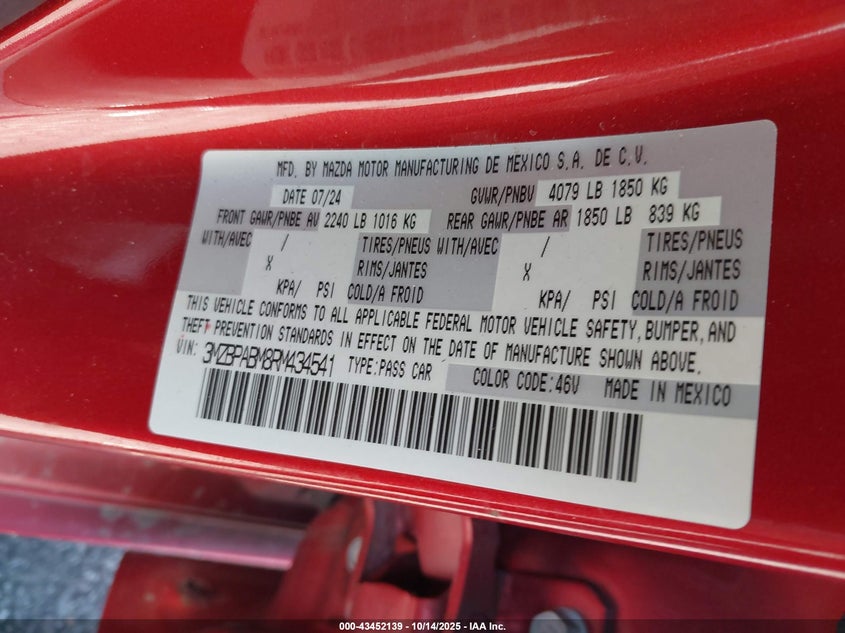 MFD. BY MAZDA MOTOR MANUFACTURING DE MEXICO S.A. DE C.V.
DATE 07/24 GVWR/PNBV 4079 LB 1850 KG
FRONT GAWR/PNBE AV 2240 LB 1016 KG REAR GAWR/PNBE AR 1850 LB 839 KG
WITH/AVEC / TIRES/PNEUS WITH/AVEC / TIRES/PNEUS
X RIMS/JANTES X RIMS/JANTES
KPA/ PSI COLD/A FROID KPA/ PSI COLD/A FROID
THIS VEHICLE CONFORMS TO ALL APPLICABLE FEDERAL MOTOR VEHICLE SAFETY, BUMPER, AND
THEFT PREVENTION STANDARDS IN EFFECT ON THE DATE OF MANUFACTURE SHOWN ABOVE.
VIN: 3MZBPABM8RM434541 TYPE:PASS CAR COLOR CODE:46V MADE IN MEXICO
000-43452139 - 10/14/2025 - IAA Inc.